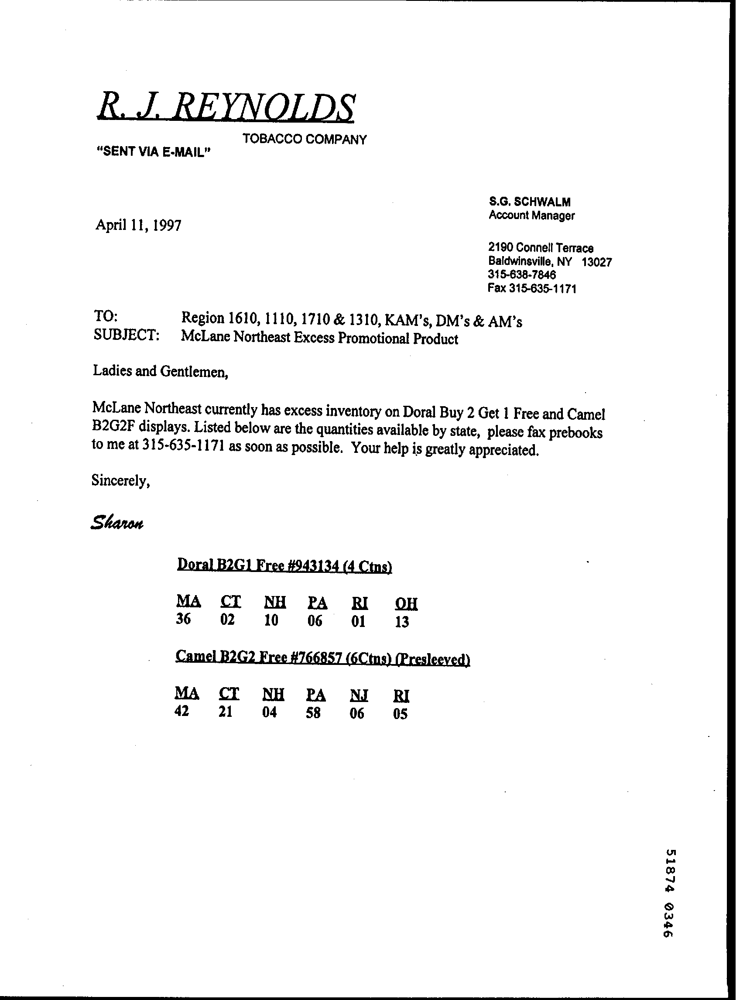 R. J. REYNOLDS
TOBACCO COMPANY
"SENT VIA E-MAIL"
S.G. SCHWALM
Account Manager
April 11, 1997
2190 Connell Terrace
Baldwinsville, NY 13027
315-638-7846
Fax 315-635-1171
TO: Region 1610, 1110, 1710 & 1310, KAM's, DM's & AM's
SUBJECT: McLane Northeast Excess Promotional Product
Ladies and Gentlemen,
McLane Northeast currently has excess inventory on Doral Buy 2 Get 1 Free and Camel
B2G2F displays. Listed below are the quantities available by state, please fax prebooks
to me at 315-635-1171 as soon as possible. Your help is greatly appreciated.
Sincerely,
Sharon
Doral B2G1 Free #943134 (4 Ctns)
MA CT NH PA RI OH
36 02 10 06 01 13
Camel B2G2 Free #766857 (6Ctns) (Presleeved)
MA CT NH PA NJ RI
42 21 04 58 06 05
51874 0346